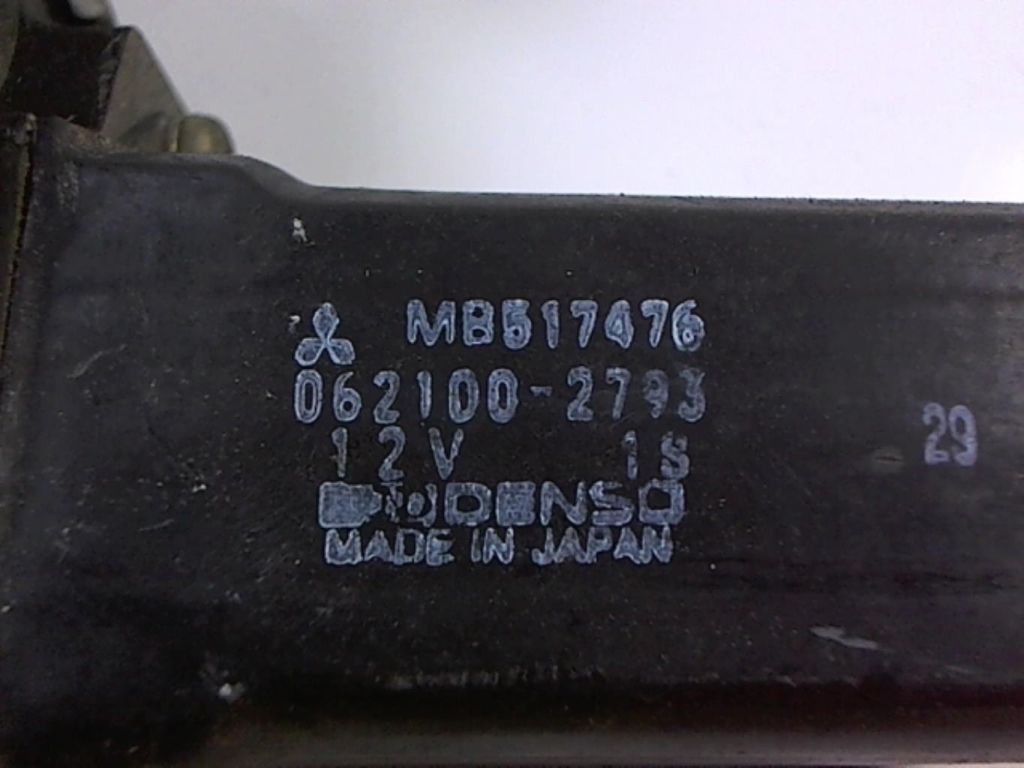 MB517476
062100-2793
12V 1S
29
DENSO
MADE IN JAPAN